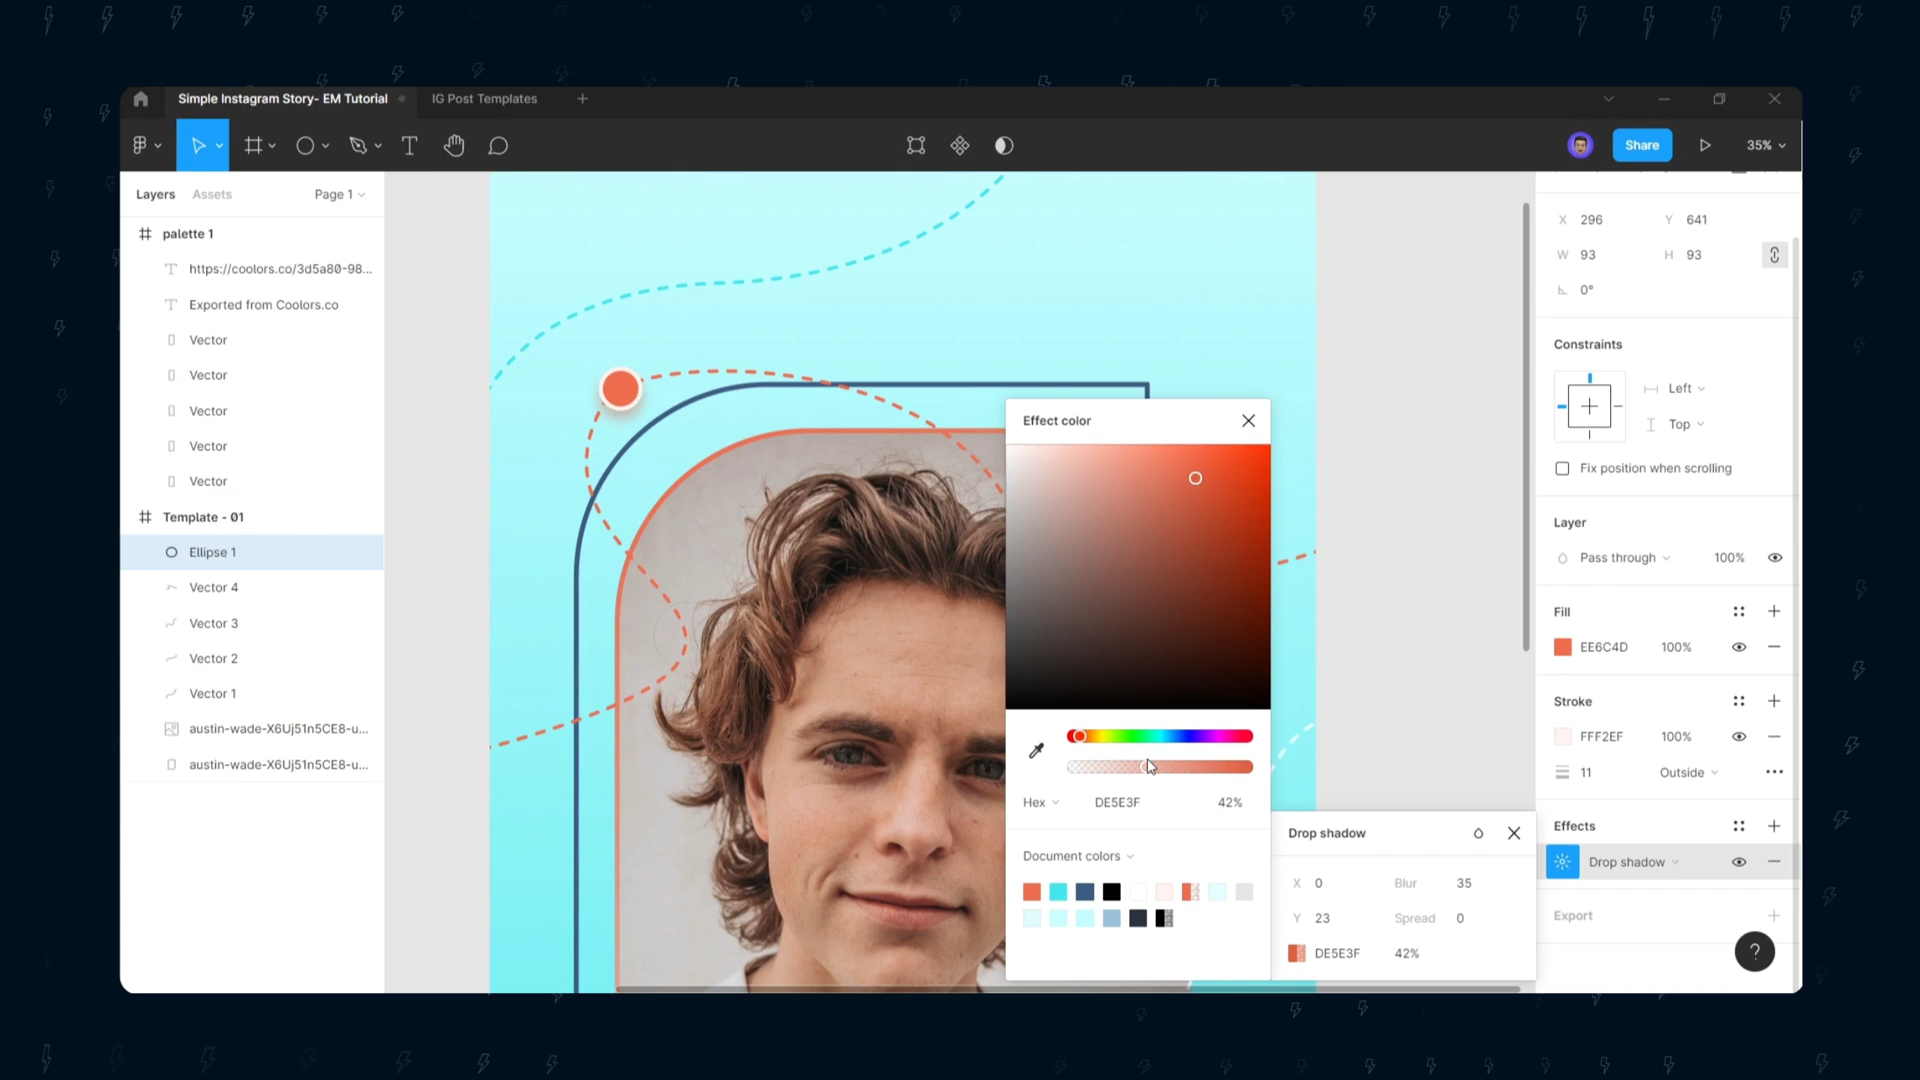 Simple Instagram Story- EM Tutorial
IG Post Templates
Share
35%
Layers
Assets
Page 1
palette 1
https://coolors.co/3d5a80-98...
Exported from Coolors.co
Vector
Vector
Vector
Vector
Vector
Template - 01
Ellipse 1
Vector 4
Vector 3
Vector 2
Vector 1
austin-wade-X6Uj51n5CE8-u...
austin-wade-X6Uj51n5CE8-u...
Effect color
Hex DE5E3F 42%
Document colors
Drop shadow
X 0 Blur 35
Y 23 Spread 0
DE5E3F 42%
X 296 Y 641
W 93 H 93
0°
Constraints
Left
Top
Fix position when scrolling
Layer
Pass through 100%
Fill
EE6C4D 100%
Stroke
FFF2EF 100%
11 Outside
Effects
Drop shadow
Export
?